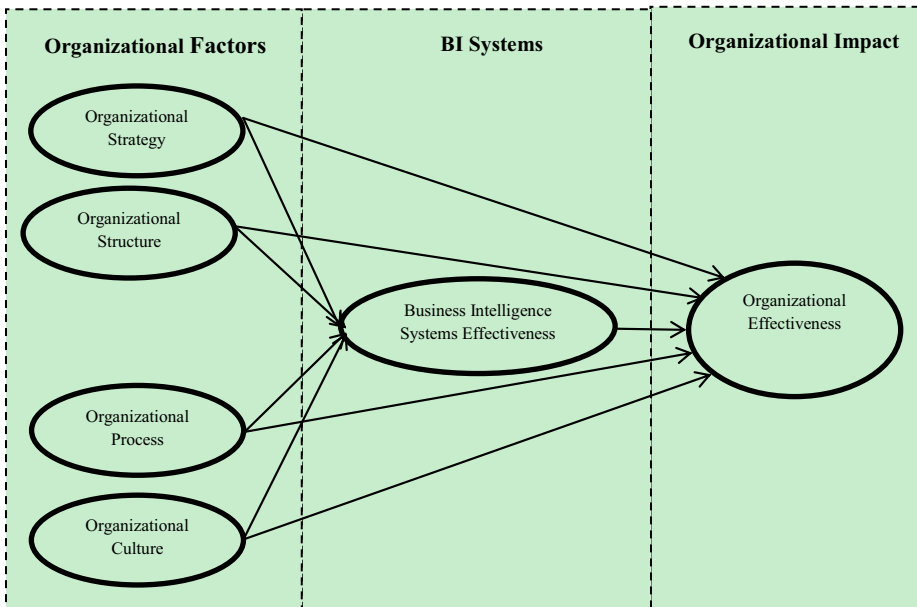 Organizational Factors
BI Systems
Organizational Impact
Organizational
Strategy
Organizational
Structure
Business Intelligence
Systems Effectiveness
Organizational
Effectiveness
Organizational
Process
Organizational
Culture